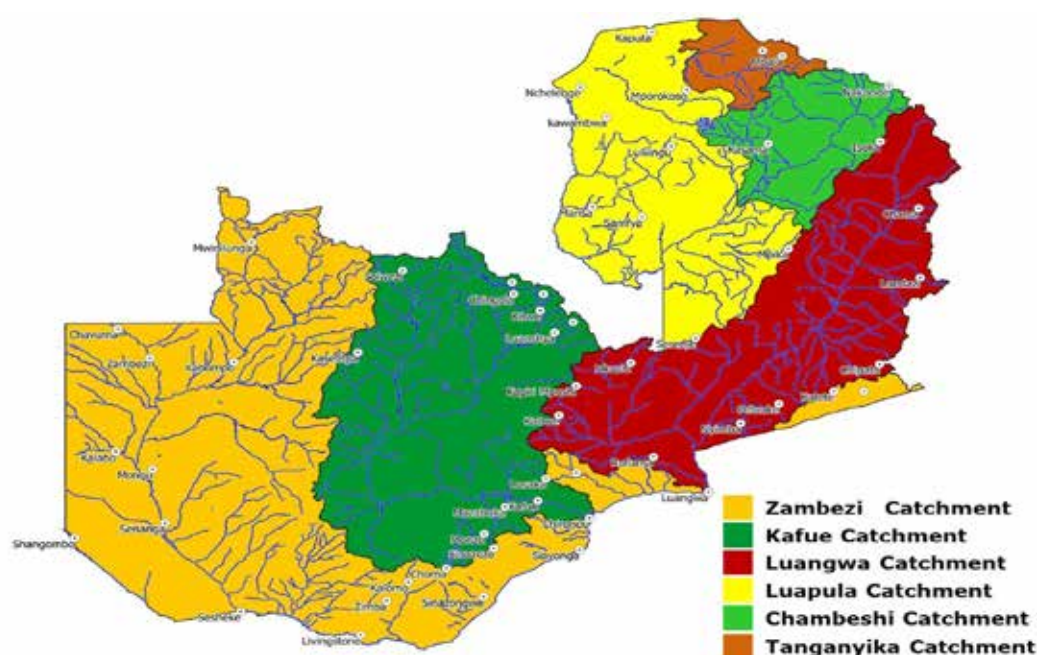 Kaputa
Nchelenge
Mporokoso
Kawambwa
Luwingu
Kasama
Isoka
Nakonde
Mansa
Samfya
Mpika
Chama
Lundazi
Mwinilunga
Solwezi
Chingola
Kitwe
Luanshya
Chavuma
Zambezi
Kabompo
Kasempa
Serenje
Mkushi
Kapiri Mposhi
Kabwe
Chipata
Katete
Petauke
Nyimba
Kalabo
Mongu
Lusaka
Rufunsa
Luangwa
Mazabuka
Kafue
Shangombo
Senanga
Monze
Siavonga
Choma
Kalomo
Zimba
Sinazongwe
Sesheke
Livingstone
Zambezi Catchment
Kafue Catchment
Luangwa Catchment
Luapula Catchment
Chambeshi Catchment
Tanganyika Catchment